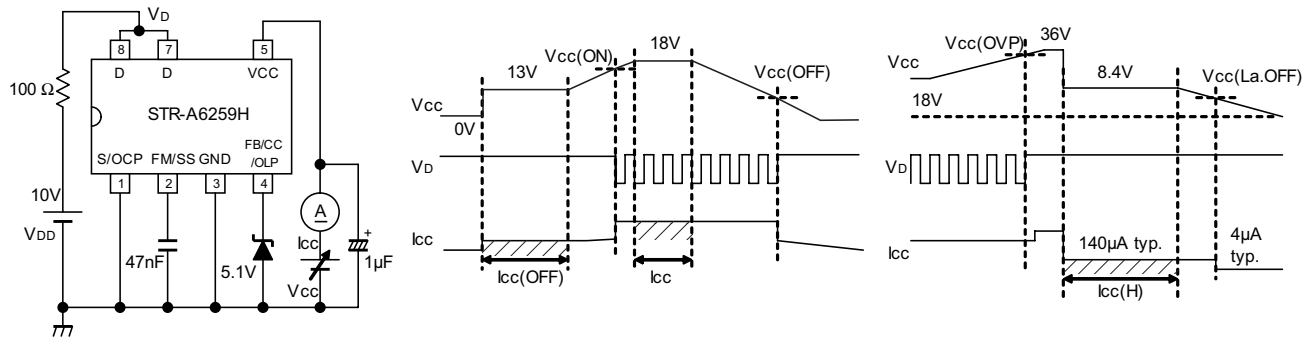 VD
8
7
5
D
D
VCC
100 Ω
STR-A6259H
S/OCP
FM/SS
GND
FB/CC
/OLP
1
2
3
4
10V
VDD
47nF
5.1V
A
Icc
Vcc
+
1μF
Vcc(ON)
18V
13V
Vcc(OFF)
Vcc
0V
VD
Icc
Icc(OFF)
Icc
Vcc(OVP)
36V
Vcc
8.4V
Vcc(La.OFF)
18V
VD
Icc
140μA typ.
4μA
typ.
Icc(H)